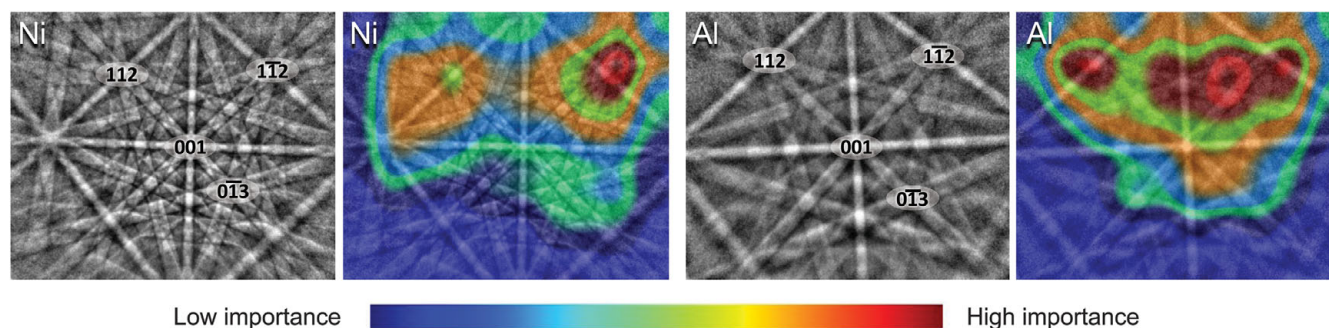 Ni
Ni
Al
Al
112
11̅2
112
11̅2
001
001
01̅3
01̅3
Low importance
High importance